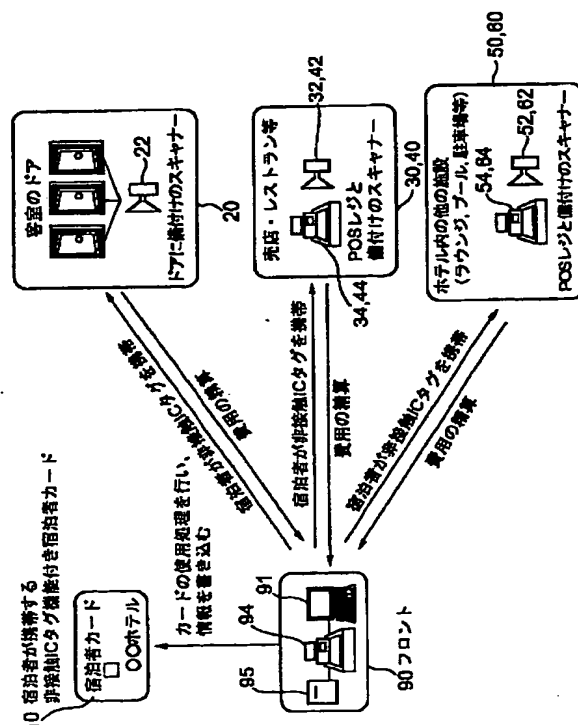 10 宿泊者が携帯する
非接触ICタグ機能付き宿泊者カード
宿泊者カード
○○ホテル
カードの使用処理を行い、
情報を書き込む
95
94
91
90 フロント
宿泊者が非接触ICタグを携帯
費用の精算
宿泊者が非接触ICタグを携帯
費用の精算
宿泊者が非接触ICタグを携帯
費用の精算
客室のドア
22
ドアに備付けのスキャナー
20
売店・レストラン等
32,42
34,44
POSレジと
備付けのスキャナー
30,40
ホテル内の他の施設
(ラウンジ、プール、駐車場等)
50,60
54,64
52,62
POSレジと備付けのスキャナー